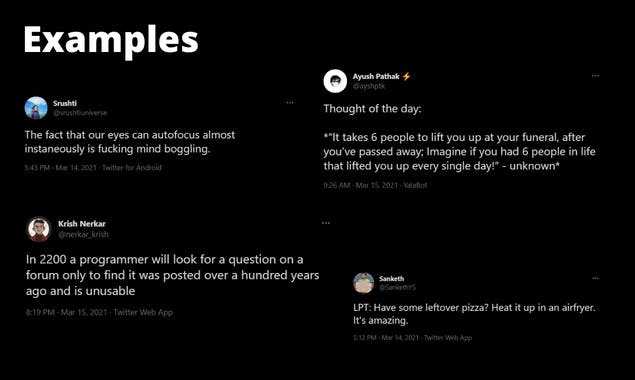 Examples
Srushti
@srushtiuniverse
The fact that our eyes can autofocus almost
instaneously is fucking mind boggling.
5:43 PM · Mar 14, 2021 · Twitter for Android
Ayush Pathak ⚡
@ayshptk
Thought of the day:
*"It takes 6 people to lift you up at your funeral, after
you've passed away; Imagine if you had 6 people in life
that lifted you up every single day!" - unknown*
9:26 AM · Mar 15, 2021 · YalaBot
Krish Nerkar
@nerkar_krish
In 2200 a programmer will look for a question on a
forum only to find it was posted over a hundred years
ago and is unusable
8:19 PM · Mar 15, 2021 · Twitter Web App
Sanketh
@SankethYS
LPT: Have some leftover pizza? Heat it up in an airfryer.
It's amazing.
5:12 PM · Mar 14, 2021 · Twitter Web App